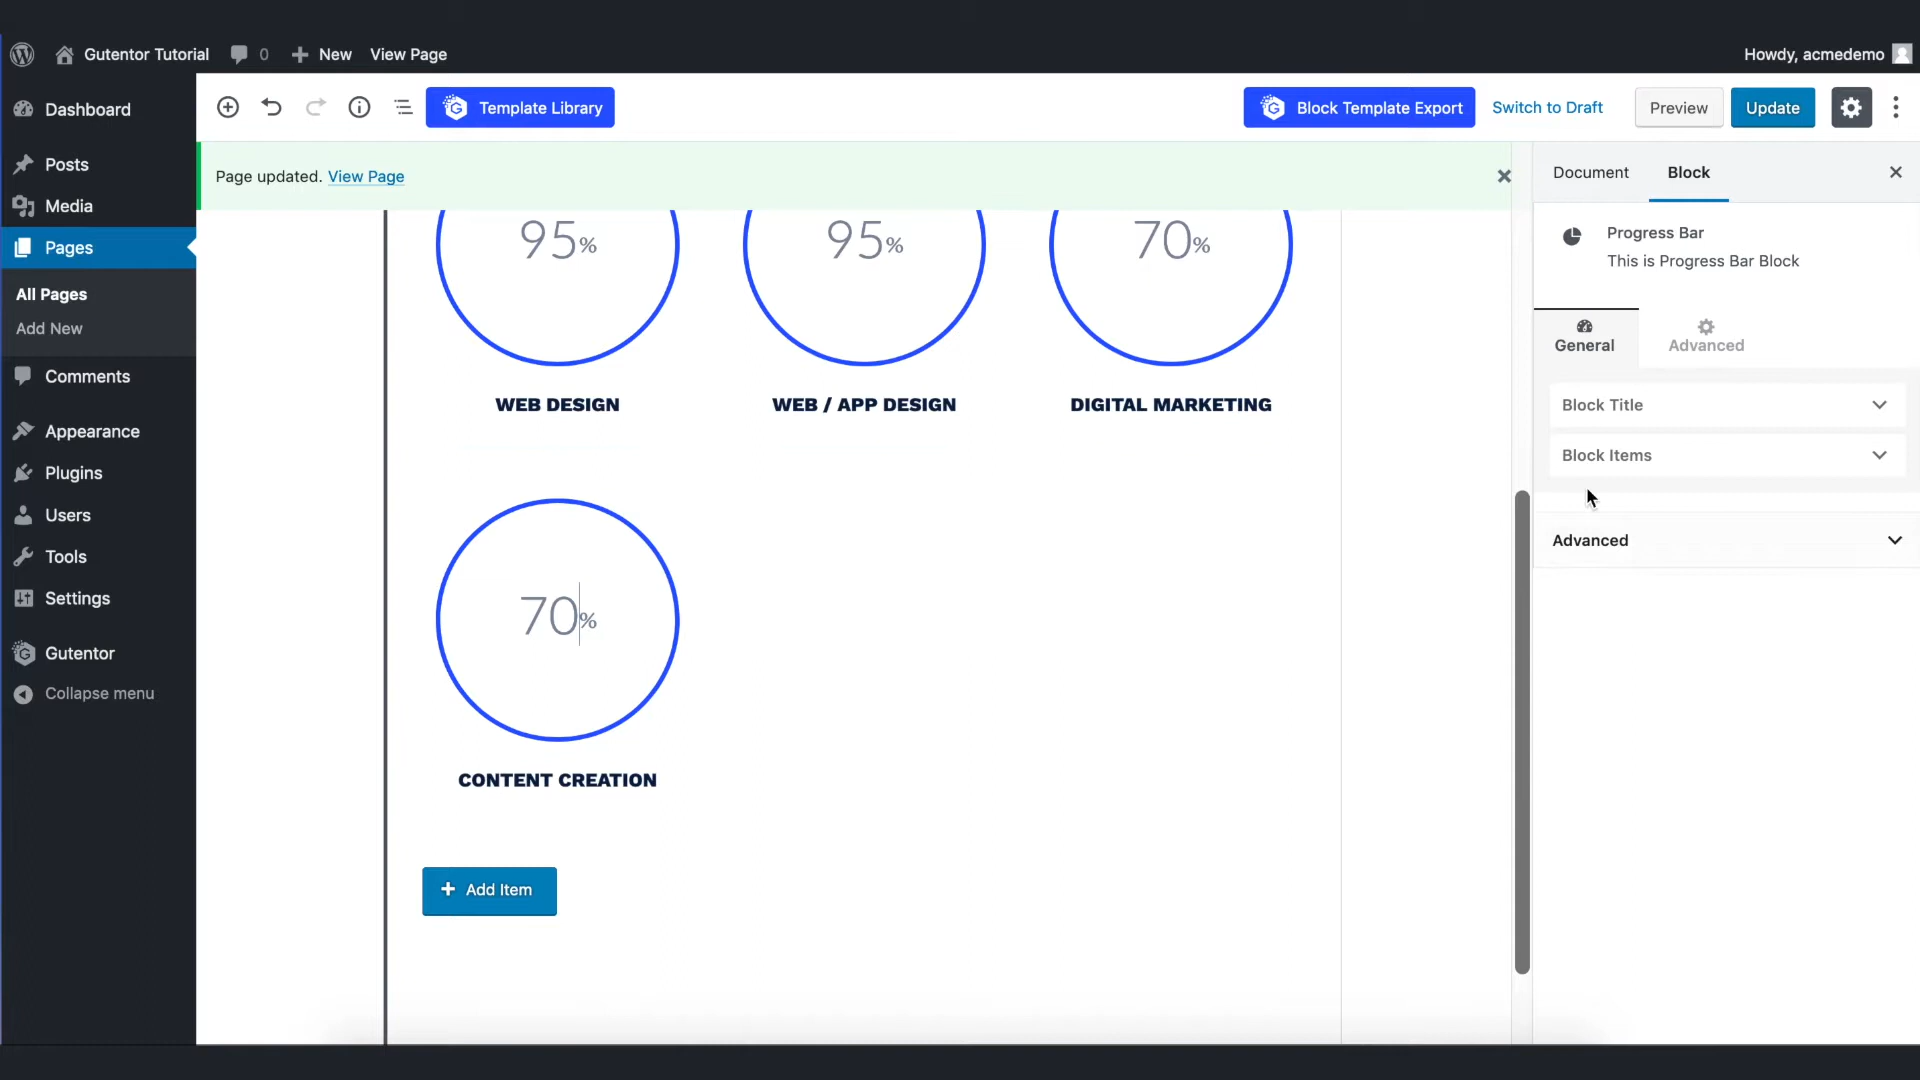 Gutentor Tutorial 0 New View Page Howdy, acmedemo
Template Library Block Template Export Switch to Draft Preview Update
Dashboard
Posts
Media
Pages
All Pages
Add New
Comments
Appearance
Plugins
Users
Tools
Settings
Gutentor
Collapse menu
Page updated. View Page
95% 95% 70%
WEB DESIGN WEB / APP DESIGN DIGITAL MARKETING
70%
CONTENT CREATION
+ Add Item
Document Block
Progress Bar
This is Progress Bar Block
General Advanced
Block Title
Block Items
Advanced